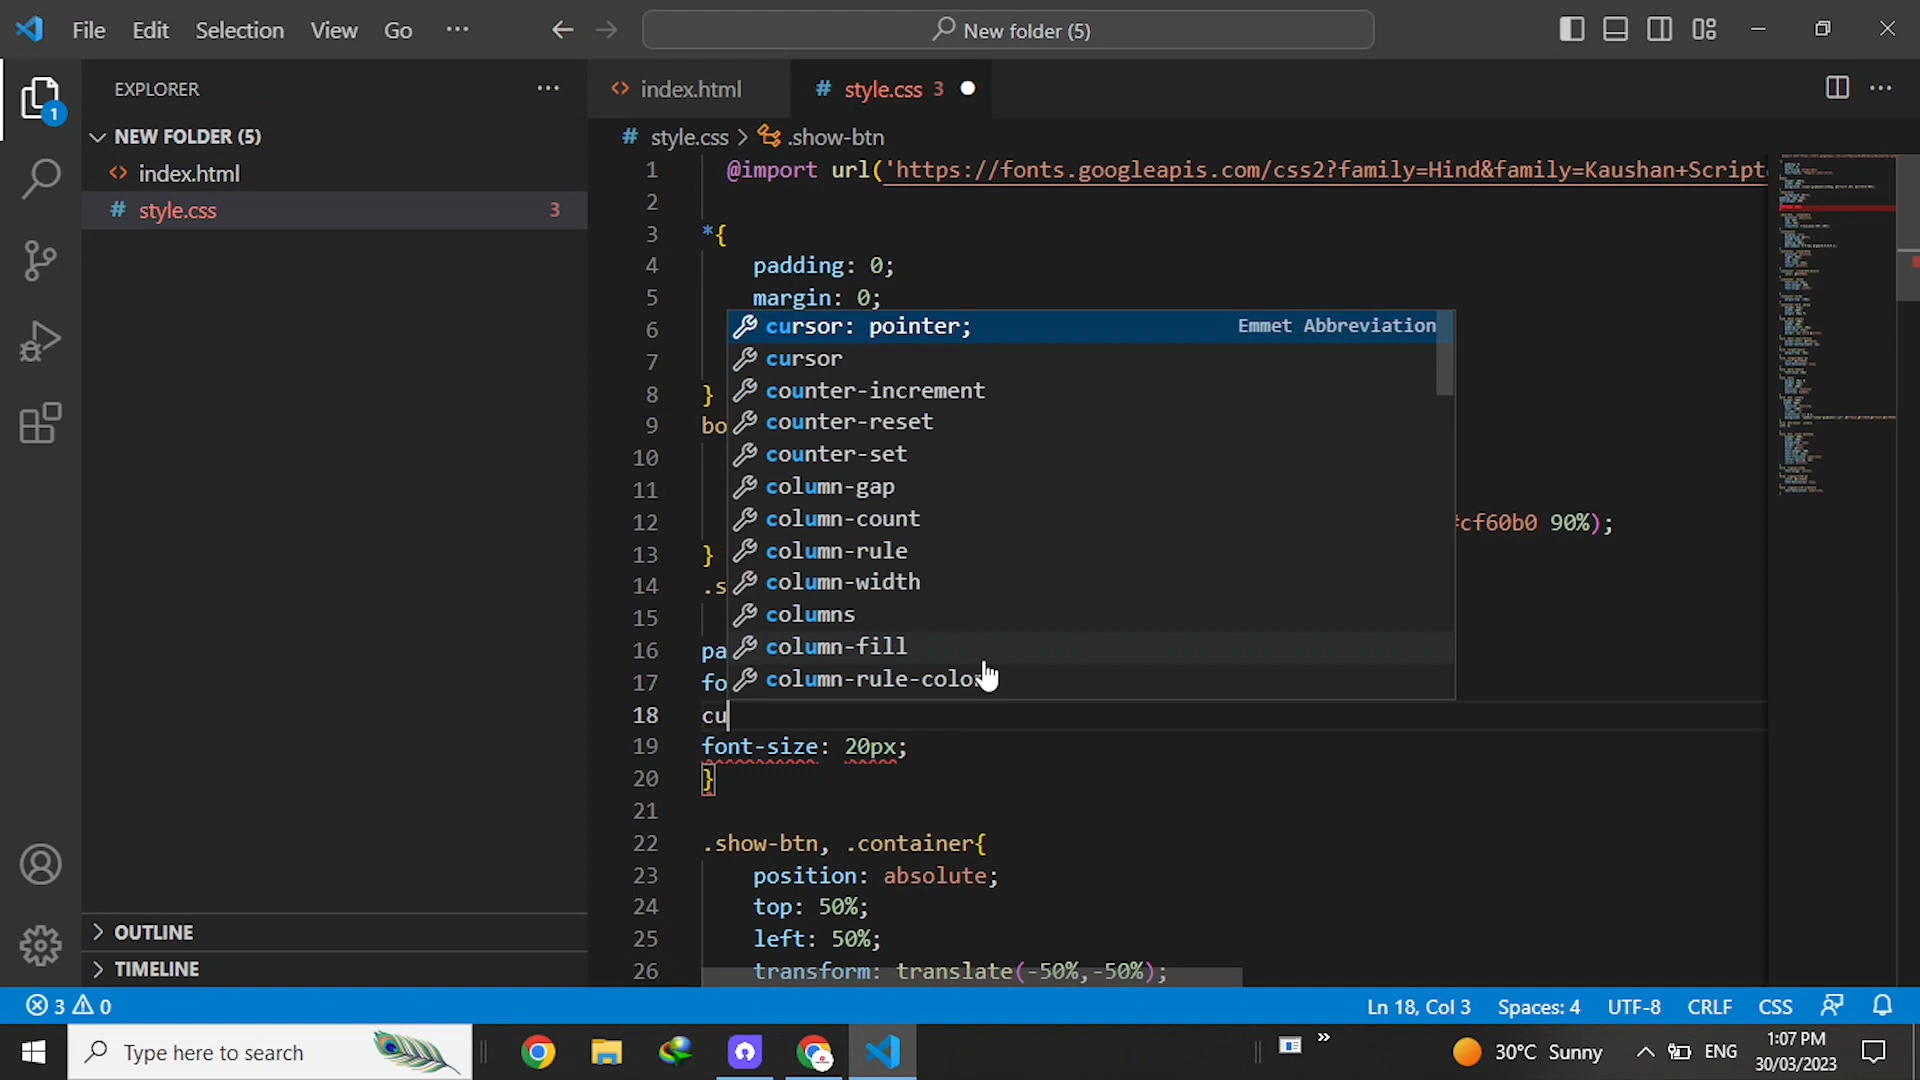 File Edit Selection View Go ··· New folder (5)
EXPLORER ···
1
NEW FOLDER (5)
index.html
style.css 3
OUTLINE
TIMELINE
index.html style.css 3 ···
style.css > .show-btn
1 @import url('https://fonts.googleapis.com/css2?family=Hind&family=Kaushan+Script
2
3 *{
4 padding: 0;
5 margin: 0;
6
7
8 }
9 bo
10
11
12 #cf60b0 90%);
13 }
14 .s
15
16 pa
17 fo
18 cu
19 font-size: 20px;
20 }
21
22 .show-btn, .container{
23 position: absolute;
24 top: 50%;
25 left: 50%;
26 transform: translate(-50%,-50%);
cursor: pointer; Emmet Abbreviation
cursor
counter-increment
counter-reset
counter-set
column-gap
column-count
column-rule
column-width
columns
column-fill
column-rule-color
3 0 Ln 18, Col 3 Spaces: 4 UTF-8 CRLF CSS
Type here to search
30°C Sunny ENG
1:07 PM
30/03/2023